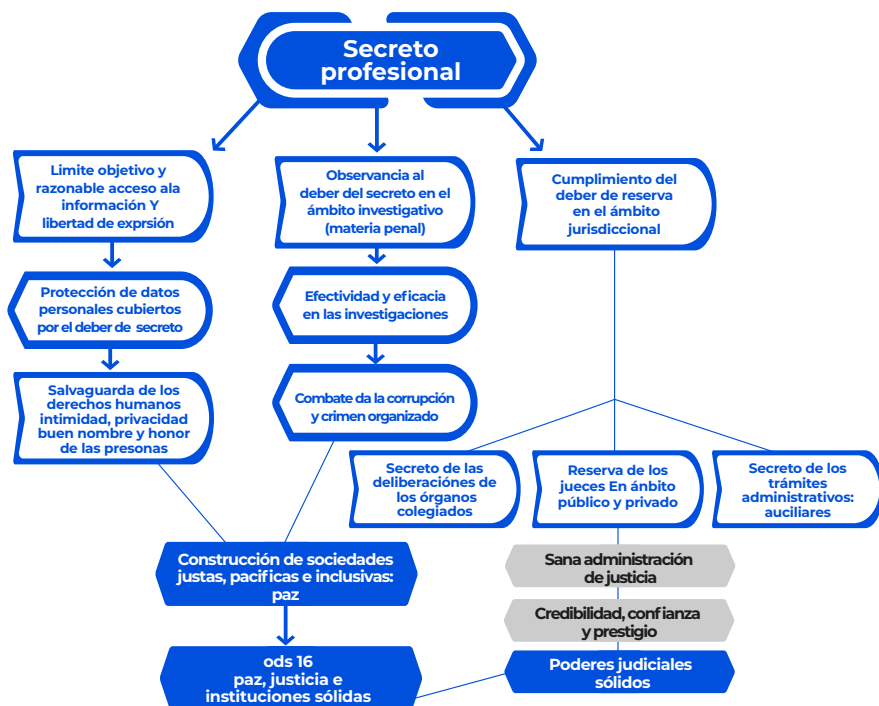 Secreto
profesional
Limite objetivo y
razonable acceso ala
información Y
libertad de exprsión
Observancia al
deber del secreto en el
ámbito investigativo
(materia penal)
Cumplimiento del
deber de reserva
en el ámbito
jurisdiccional
Protección de datos
personales cubiertos
por el deber de secreto
Efectividad y eficacia
en las investigaciones
Salvaguarda de los
derechos humanos
intimidad, privacidad
buen nombre y honor
de las presonas
Combate da la corrupción
y crimen organizado
Secreto de las
deliberaciónes de
los órganos
colegiados
Reserva de los
jueces En ánbito
público y privado
Secreto de los
trámites
administrativos:
auciliares
Construcción de sociedades
justas, pacificas e inclusivas:
paz
Sana administración
de justicia
Credibilidad, confianza
y prestigio
ods 16
paz, justicia e
instituciones sólidas
Poderes judiciales
sólidos